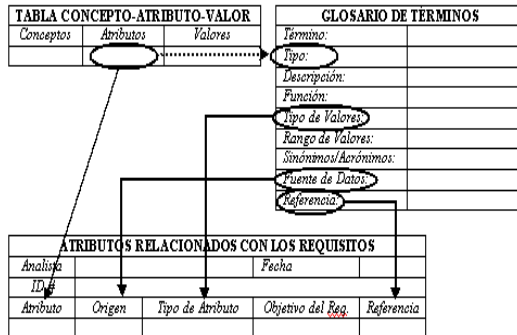 TABLA CONCEPTO-ATRIBUTO-VALOR
Conceptos Atributos Valores
GLOSARIO DE TÉRMINOS
Término:
Tipo:
Descripción:
Función:
Tipo de Valores:
Rango de Valores:
Sinónimos/Acrónimos:
Fuente de Datos:
Referencia:
ATRIBUTOS RELACIONADOS CON LOS REQUISITOS
Analista Fecha
ID #
Atributo Origen Tipo de Atributo Objetivo del Req. Referencia